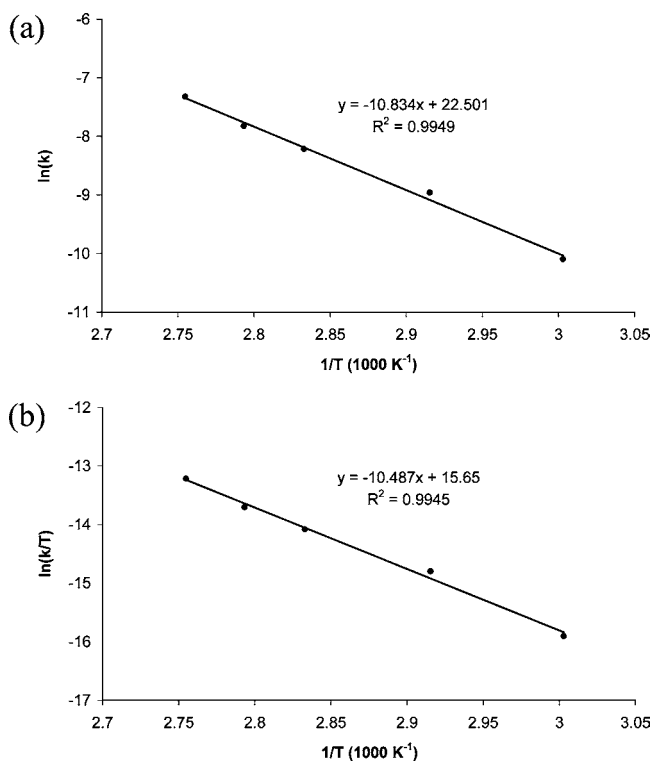 (a)
-6
-7
-8
-9
-10
-11
ln(k)
y = -10.834x + 22.501
R² = 0.9949
2.7 2.75 2.8 2.85 2.9 2.95 3 3.05
1/T (1000 K⁻¹)
(b)
-12
-13
-14
-15
-16
-17
ln(k/T)
y = -10.487x + 15.65
R² = 0.9945
2.7 2.75 2.8 2.85 2.9 2.95 3 3.05
1/T (1000 K⁻¹)